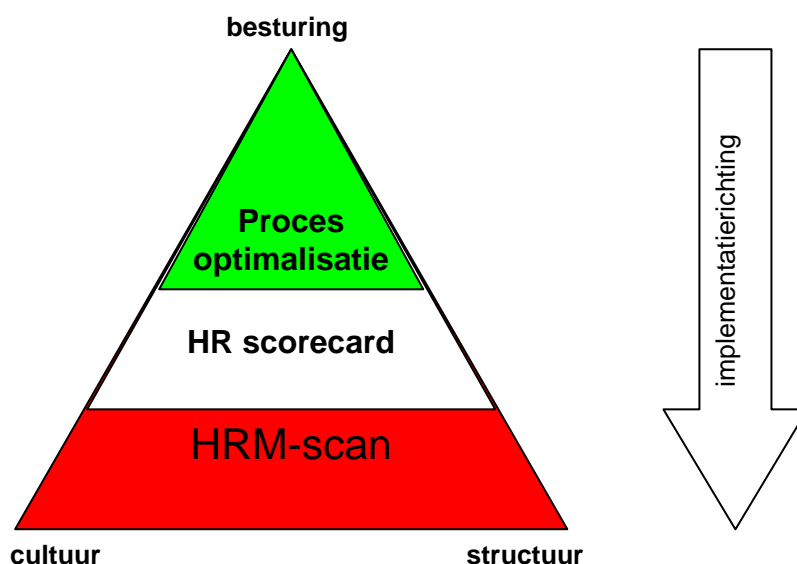 besturing
Proces
optimalisatie
HR scorecard
HRM-scan
cultuur
structuur
implementatierichting